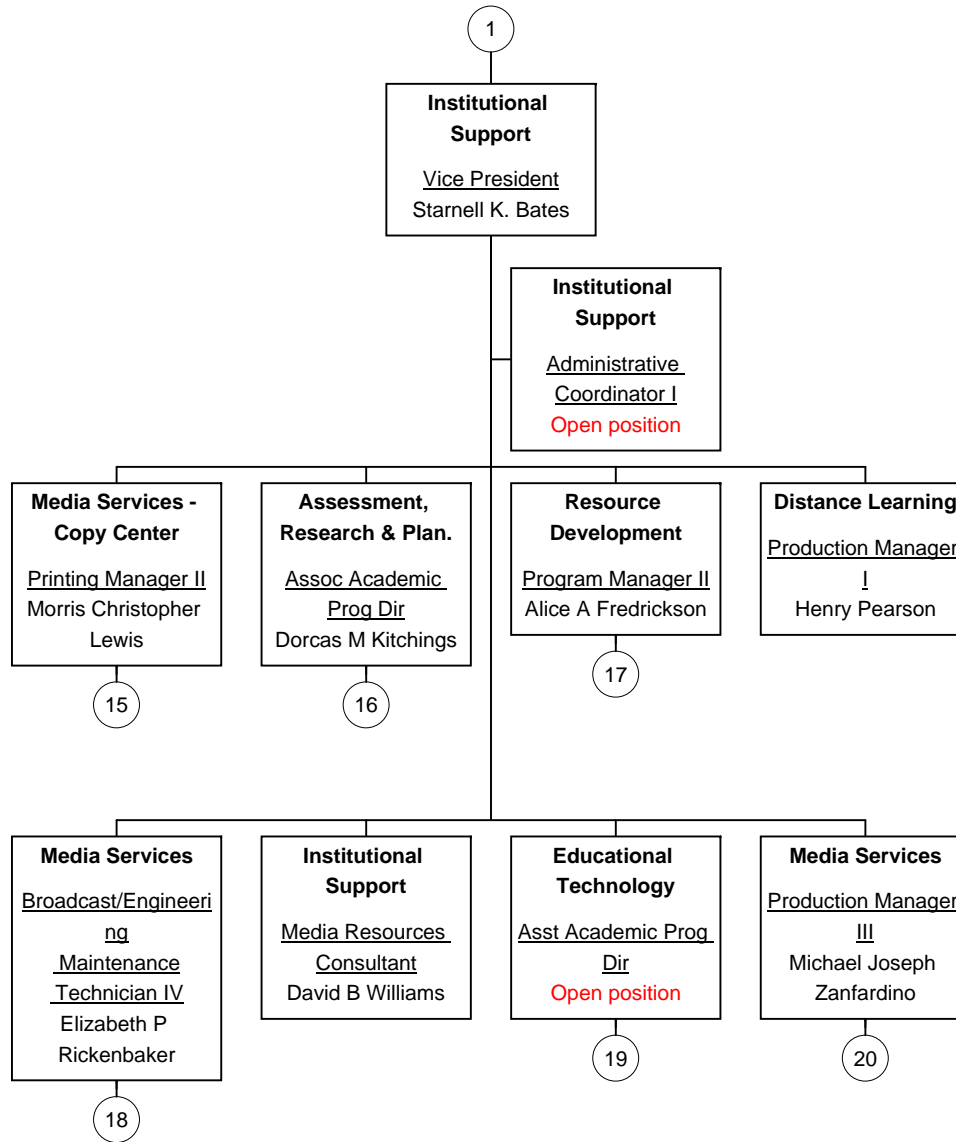 1
Institutional
Support
Vice President
Starnell K. Bates
Institutional
Support
Administrative
Coordinator I
Open position
Media Services -
Copy Center
Printing Manager II
Morris Christopher
Lewis
15
Assessment,
Research & Plan.
Assoc Academic
Prog Dir
Dorcas M Kitchings
16
Resource
Development
Program Manager II
Alice A Fredrickson
17
Distance Learning
Production Manager
I
Henry Pearson
Media Services
Broadcast/Engineeri
ng
Maintenance
Technician IV
Elizabeth P
Rickenbaker
18
Institutional
Support
Media Resources
Consultant
David B Williams
Educational
Technology
Asst Academic Prog
Dir
Open position
19
Media Services
Production Manager
III
Michael Joseph
Zanfardino
20